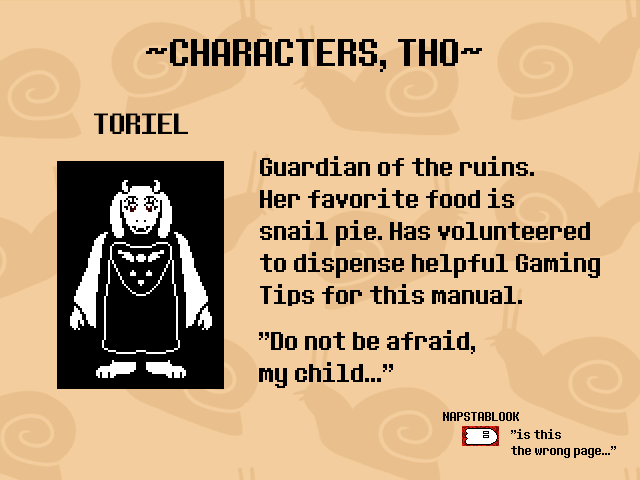 ~CHARACTERS, THO~
TORIEL
Guardian of the ruins.
Her favorite food is
snail pie. Has volunteered
to dispense helpful Gaming
Tips for this manual.
”Do not be afraid,
my child...”
NAPSTABLOOK
”is this
the wrong page...”